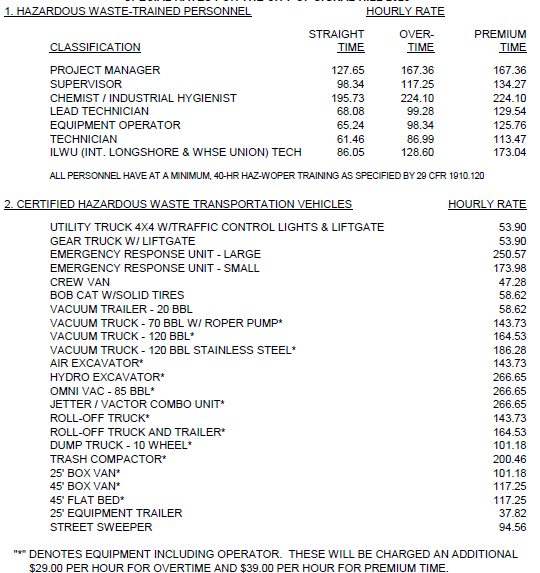 1. HAZARDOUS WASTE-TRAINED PERSONNEL HOURLY RATE
STRAIGHT OVER- PREMIUM
CLASSIFICATION TIME TIME TIME
PROJECT MANAGER 127.65 167.36 167.36
SUPERVISOR 98.34 117.25 134.27
CHEMIST / INDUSTRIAL HYGIENIST 195.73 224.10 224.10
LEAD TECHNICIAN 68.08 99.28 129.54
EQUIPMENT OPERATOR 65.24 98.34 125.76
TECHNICIAN 61.46 86.99 113.47
ILWU (INT. LONGSHORE & WHSE UNION) TECH 86.05 128.60 173.04
ALL PERSONNEL HAVE AT A MINIMUM, 40-HR HAZ-WOPER TRAINING AS SPECIFIED BY 29 CFR 1910.120
2. CERTIFIED HAZARDOUS WASTE TRANSPORTATION VEHICLES HOURLY RATE
UTILITY TRUCK 4X4 W/TRAFFIC CONTROL LIGHTS & LIFTGATE 53.90
GEAR TRUCK W/ LIFTGATE 53.90
EMERGENCY RESPONSE UNIT - LARGE 250.57
EMERGENCY RESPONSE UNIT - SMALL 173.98
CREW VAN 47.28
BOB CAT W/SOLID TIRES 58.62
VACUUM TRAILER - 20 BBL 58.62
VACUUM TRUCK - 70 BBL W/ ROPER PUMP* 143.73
VACUUM TRUCK - 120 BBL* 164.53
VACUUM TRUCK - 120 BBL STAINLESS STEEL* 186.28
AIR EXCAVATOR* 143.73
HYDRO EXCAVATOR* 266.65
OMNI VAC - 85 BBL* 266.65
JETTER / VACTOR COMBO UNIT* 266.65
ROLL-OFF TRUCK* 143.73
ROLL-OFF TRUCK AND TRAILER* 164.53
DUMP TRUCK - 10 WHEEL* 101.18
TRASH COMPACTOR* 200.46
25' BOX VAN* 101.18
45' BOX VAN* 117.25
45' FLAT BED* 117.25
25' EQUIPMENT TRAILER 37.82
STREET SWEEPER 94.56
"*" DENOTES EQUIPMENT INCLUDING OPERATOR. THESE WILL BE CHARGED AN ADDITIONAL
$29.00 PER HOUR FOR OVERTIME AND $39.00 PER HOUR FOR PREMIUM TIME.